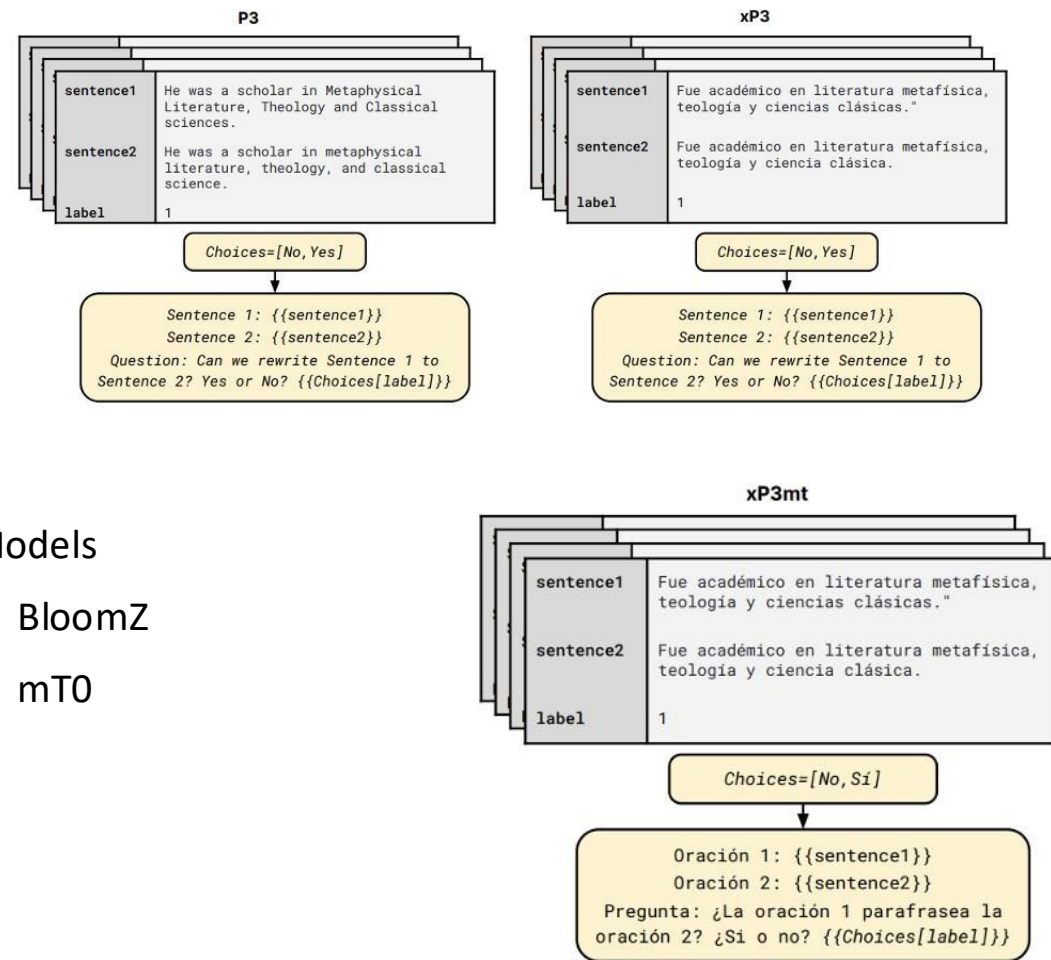 P3
sentence1
He was a scholar in Metaphysical
Literature, Theology and Classical
sciences.
sentence2
He was a scholar in metaphysical
literature, theology, and classical
science.
label
1
Choices=[No,Yes]
Sentence 1: {{sentence1}}
Sentence 2: {{sentence2}}
Question: Can we rewrite Sentence 1 to
Sentence 2? Yes or No? {{Choices[label]}}
xP3
sentence1
Fue académico en literatura metafísica,
teología y ciencias clásicas."
sentence2
Fue académico en literatura metafísica,
teología y ciencia clásica.
label
1
Choices=[No,Yes]
Sentence 1: {{sentence1}}
Sentence 2: {{sentence2}}
Question: Can we rewrite Sentence 1 to
Sentence 2? Yes or No? {{Choices[label]}}
odels
BloomZ
mT0
xP3mt
sentence1
Fue académico en literatura metafísica,
teología y ciencias clásicas."
sentence2
Fue académico en literatura metafísica,
teología y ciencia clásica.
label
1
Choices=[No,Sí]
Oración 1: {{sentence1}}
Oración 2: {{sentence2}}
Pregunta: ¿La oración 1 parafrasea la
oración 2? ¿Si o no? {{Choices[label]}}